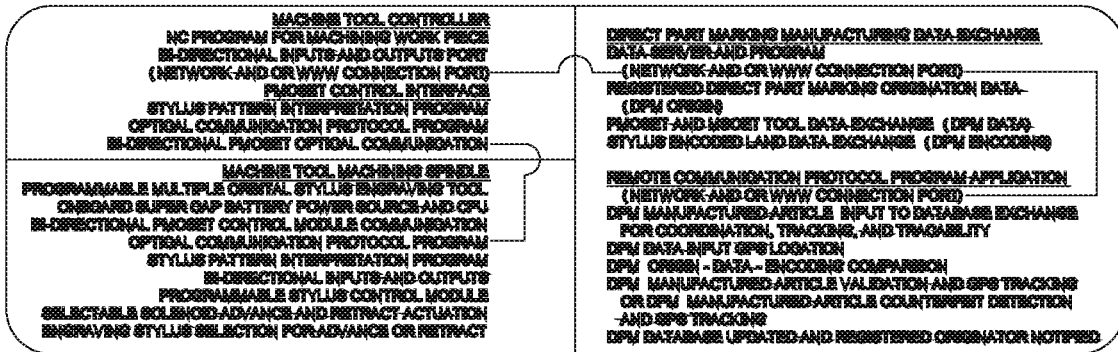 MACHINE TOOL CONTROLLER
NC PROGRAM FOR MACHINING WORK PIECE
BI-DIRECTIONAL INPUTS AND OUTPUTS PORT
(NETWORK AND OR WWW CONNECTION PORT)
PMOSET CONTROL INTERFACE
STYLUS PATTERN INTERPRETATION PROGRAM
OPTICAL COMMUNICATION PROTOCOL PROGRAM
BI-DIRECTIONAL PMOSET OPTICAL COMMUNICATION
MACHINE TOOL MACHINING SPINDLE
PROGRAMMABLE MULTIPLE ORBITAL STYLUS ENGRAVING TOOL
ONBOARD SUPER CAP BATTERY POWER SOURCE AND CPU
BI-DIRECTIONAL PMOSET CONTROL MODULE COMMUNICATION
OPTICAL COMMUNICATION PROTOCOL PROGRAM
STYLUS PATTERN INTERPRETATION PROGRAM
BI-DIRECTIONAL INPUTS AND OUTPUTS
PROGRAMMABLE STYLUS CONTROL MODULE
SELECTABLE SOLENOID ADVANCE AND RETRACT ACTUATION
ENGRAVING STYLUS SELECTION FOR ADVANCE OR RETRACT
DIRECT PART MARKING MANUFACTURING DATA EXCHANGE
DATA SERVER AND PROGRAM
(NETWORK AND OR WWW CONNECTION PORT)
REGISTERED DIRECT PART MARKING ORIGINATION DATA
(DPM ORIGIN)
PMOSET AND MSOET TOOL DATA EXCHANGE (DPM DATA)
STYLUS ENCODED LAND DATA EXCHANGE (DPM ENCODING)
REMOTE COMMUNICATION PROTOCOL PROGRAM APPLICATION
(NETWORK AND OR WWW CONNECTION PORT)
DPM MANUFACTURED ARTICLE INPUT TO DATABASE EXCHANGE
FOR COORDINATION, TRACKING, AND TRACABILITY
DPM DATA INPUT GPS LOCATION
DPM ORIGIN - DATA - ENCODING COMPARISON
DPM MANUFACTURED ARTICLE VALIDATION AND GPS TRACKING
OR DPM MANUFACTURED ARTICLE COUNTERFEIT DETECTION
AND GPS TRACKING
DPM DATABASE UPDATED AND REGISTERED ORIGINATOR NOTIFIED